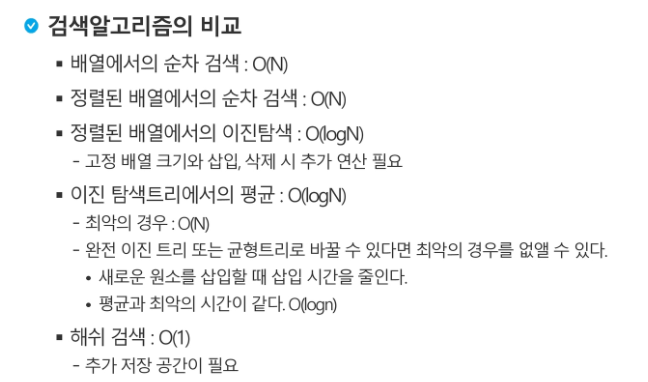 검색알고리즘의 비교
▪ 배열에서의 순차 검색 : O(N)
▪ 정렬된 배열에서의 순차 검색 : O(N)
▪ 정렬된 배열에서의 이진탐색 : O(logN)
- 고정 배열 크기와 삽입, 삭제 시 추가 연산 필요
▪ 이진 탐색트리에서의 평균 : O(logN)
- 최악의 경우 : O(N)
- 완전 이진 트리 또는 균형트리로 바꿀 수 있다면 최악의 경우를 없앨 수 있다.
• 새로운 원소를 삽입할 때 삽입 시간을 줄인다.
• 평균과 최악의 시간이 같다. O(logn)
▪ 해쉬 검색 : O(1)
- 추가 저장 공간이 필요